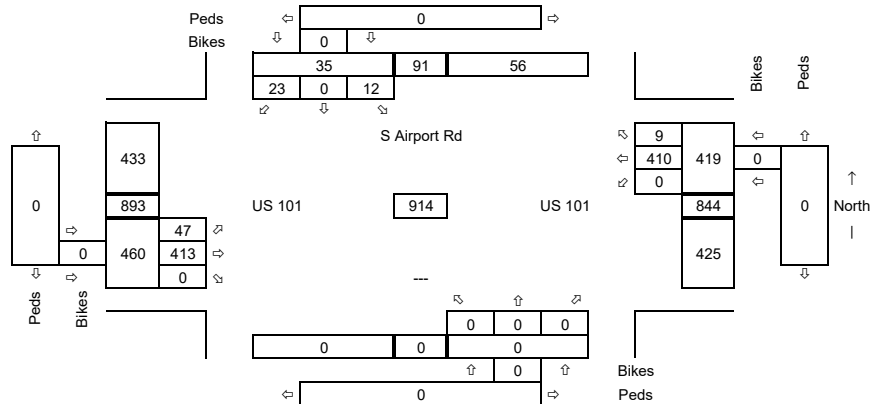 Peds 0
Bikes 0
35 91 56
23 0 12
Bikes Peds
S Airport Rd
433 9 419
410 0
0
0 893 US 101 914 US 101 844 0 ↑ North |
47
0 460 413 425
0 ---
Peds Bikes
0 0 0
0 0 0
0 Bikes
0 Peds